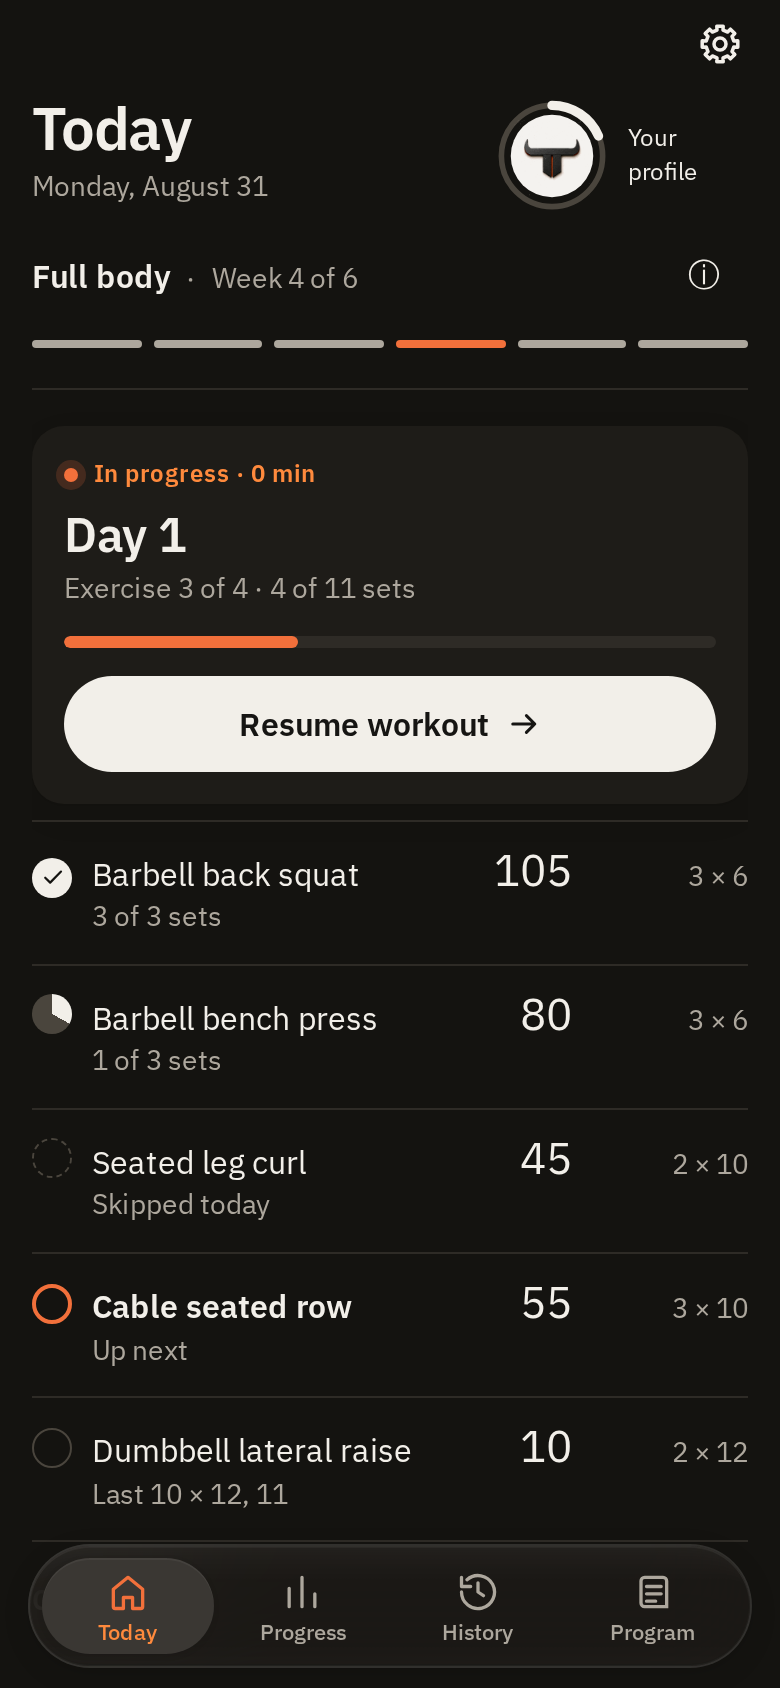 Today
Monday, August 31
Your
profile
Full body · Week 4 of 6
In progress · 0 min
Day 1
Exercise 3 of 4 · 4 of 11 sets
Resume workout →
Barbell back squat 105 3 × 6
3 of 3 sets
Barbell bench press 80 3 × 6
1 of 3 sets
Seated leg curl 45 2 × 10
Skipped today
Cable seated row 55 3 × 10
Up next
Dumbbell lateral raise 10 2 × 12
Last 10 × 12, 11
Today Progress History Program